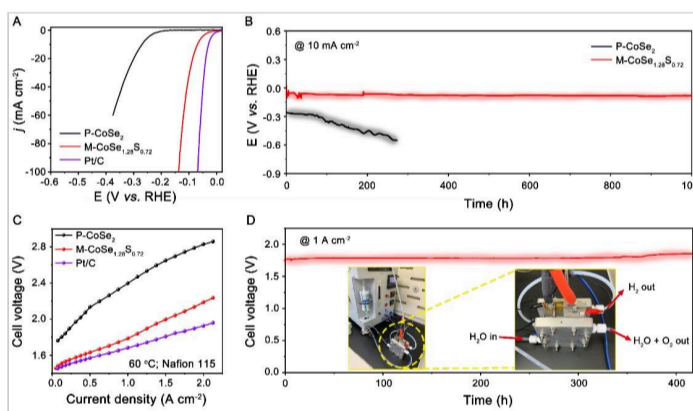 A
0
-20
-40
-60
-80
-100
j (mA cm⁻²)
P-CoSe₂
M-CoSe₁.₂₈S₀.₇₂
Pt/C
-0.6 -0.5 -0.4 -0.3 -0.2 -0.1 0.0
E (V vs. RHE)
B
@ 10 mA cm⁻²
P-CoSe₂
M-CoSe₁.₂₈S₀.₇₂
0.6
0.3
0.0
-0.3
-0.6
-0.9
E (V vs. RHE)
0 200 400 600 800 1000
Time (h)
C
P-CoSe₂
M-CoSe₁.₂₈S₀.₇₂
Pt/C
2.8
2.4
2.0
1.6
Cell voltage (V)
60 °C; Nafion 115
0.0 0.5 1.0 1.5 2.0
Current density (A cm⁻²)
D
@ 1 A cm⁻²
2.0
1.5
1.0
0.5
0.0
Cell voltage (V)
H₂ out
H₂O in
H₂O + O₂ out
0 100 200 300 400
Time (h)